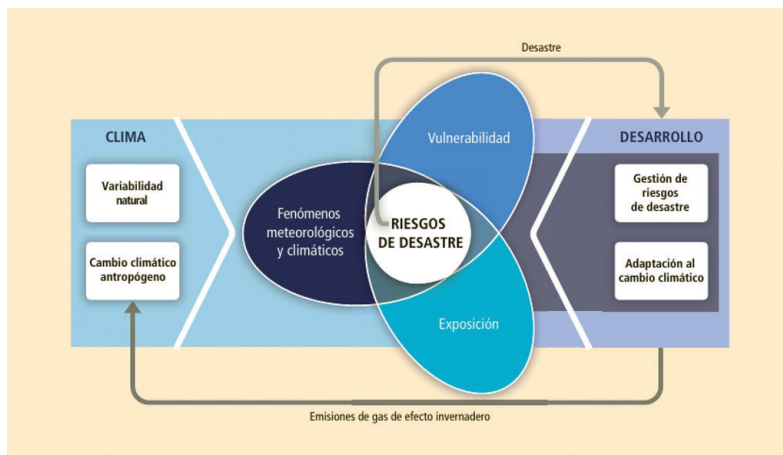 Desastre
CLIMA
Variabilidad
natural
Cambio climático
antropógeno
Fenómenos
meteorológicos
y climáticos
Vulnerabilidad
RIESGOS
DE DESASTRE
Exposición
DESARROLLO
Gestión de
riesgos
de desastre
Adaptación al
cambio climático
Emisiones de gas de efecto invernadero